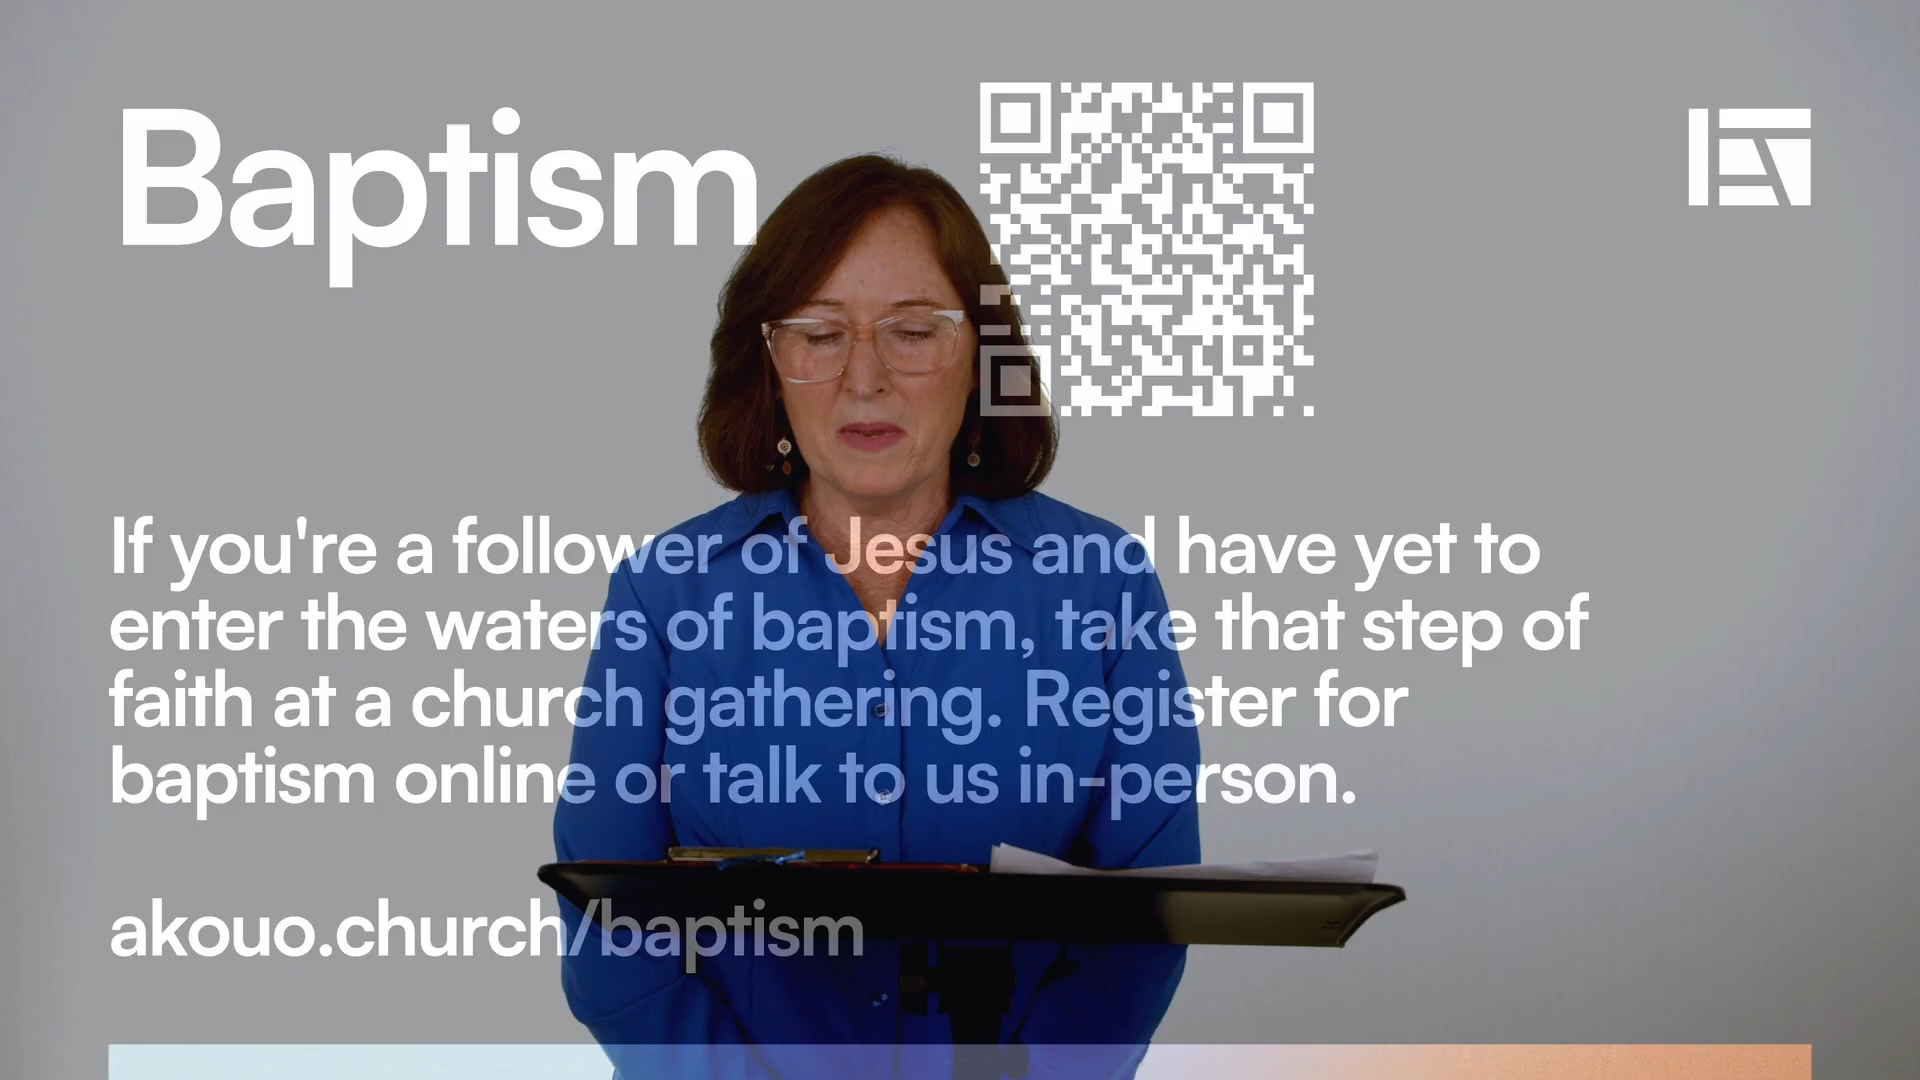 Baptism
If you're a follower of Jesus and have yet to
enter the waters of baptism, take that step of
faith at a church gathering. Register for
baptism online or talk to us in-person.
akouo.church/baptism